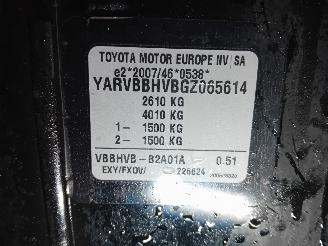 TOYOTA MOTOR EUROPE NV/SA
e2*2007/46*0538*
YARVBBHVBGZ065614
2610 KG
4010 KG
1- 1500 KG
2- 1500 KG
VBBHVB-B2A01A 0.51
EXY/FXOV/ 226624